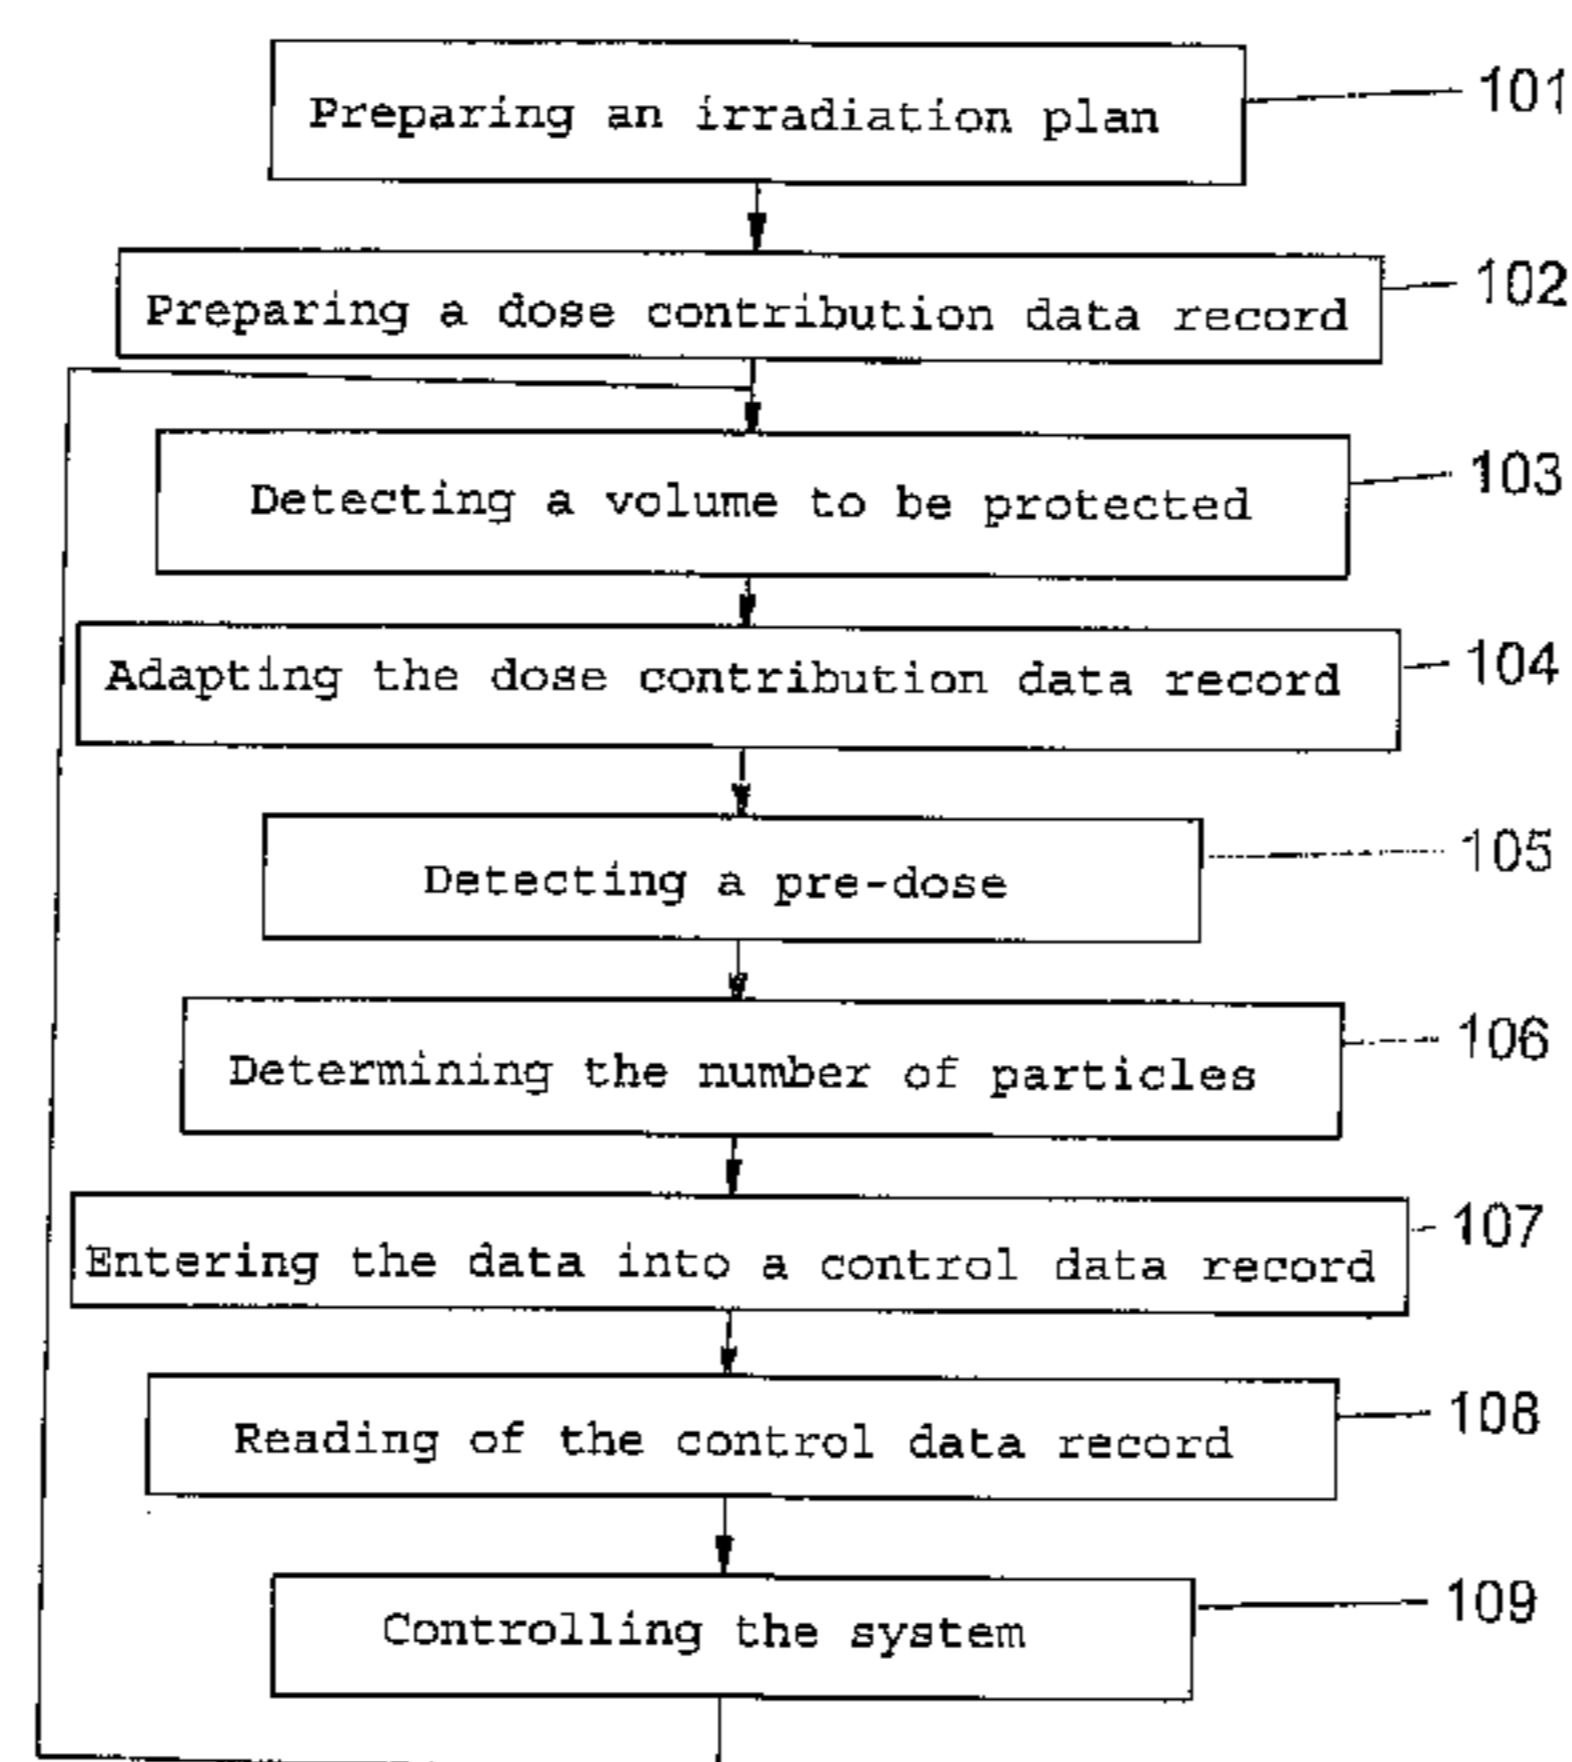 Preparing an irradiation plan
101
Preparing a dose contribution data record
102
Detecting a volume to be protected
103
Adapting the dose contribution data record
104
Detecting a pre-dose
105
Determining the number of particles
106
Entering the data into a control data record
107
Reading of the control data record
108
Controlling the system
109